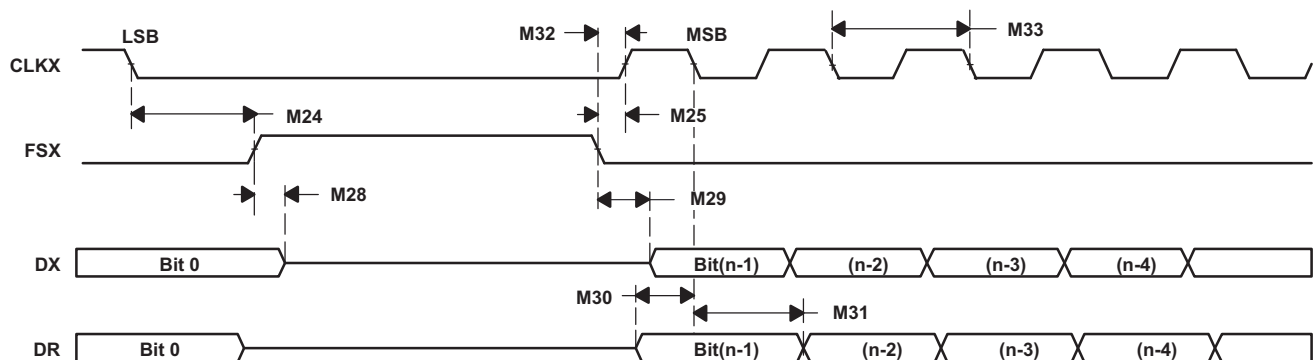 LSB
M32
MSB
M33
CLKX
M24
M25
FSX
M28
M29
DX
Bit 0
Bit(n-1)
(n-2)
(n-3)
(n-4)
M30
M31
DR
Bit 0
Bit(n-1)
(n-2)
(n-3)
(n-4)